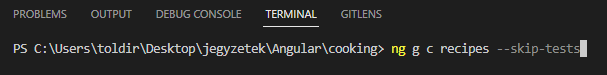 PROBLEMS OUTPUT DEBUG CONSOLE TERMINAL GITLENS
PS C:\Users\toldir\Desktop\jegyzetek\Angular\cooking> ng g c recipes --skip-tests